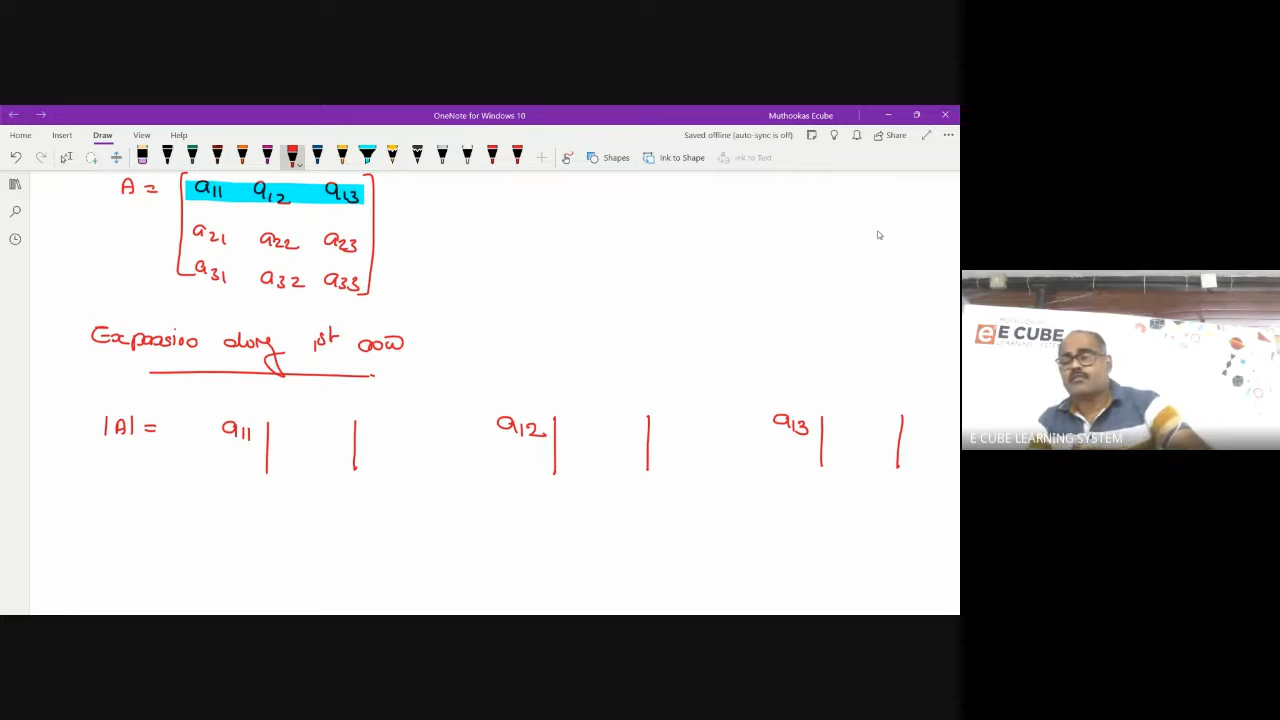 OneNote for Windows 10
Muthookas Ecube
Home Insert Draw View Help
Saved offline (auto-sync is off)
Share
Shapes
Ink to Shape
Ink to Text
A = [ a11 a12 a13
a21 a22 a23
a31 a32 a33 ]
Expansion along 1st row
|A| = a11 | | a12 | | a13 | |
E CUBE
LEARNING SYSTEM
E CUBE LEARNING SYSTEM